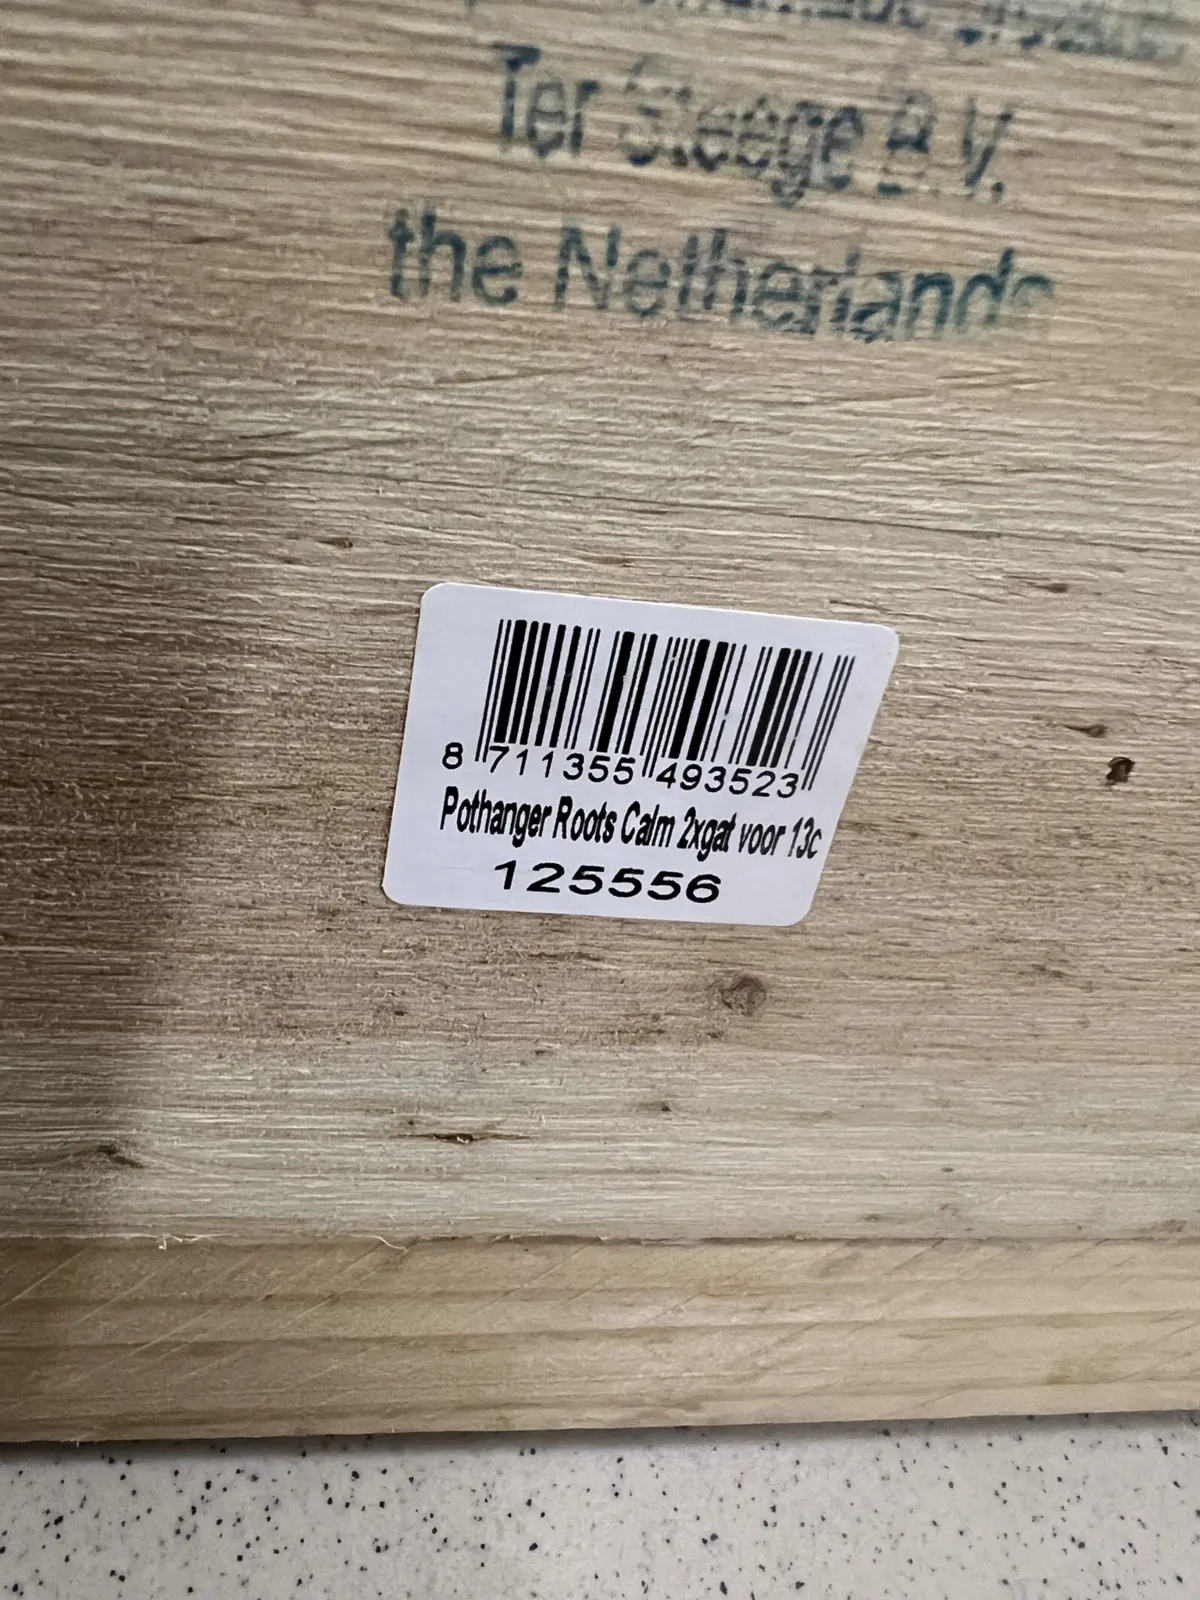 Ter Steege B.V.
the Netherlands
8 711355 493523
Pothanger Roots Calm 2xgat voor 13c
125556